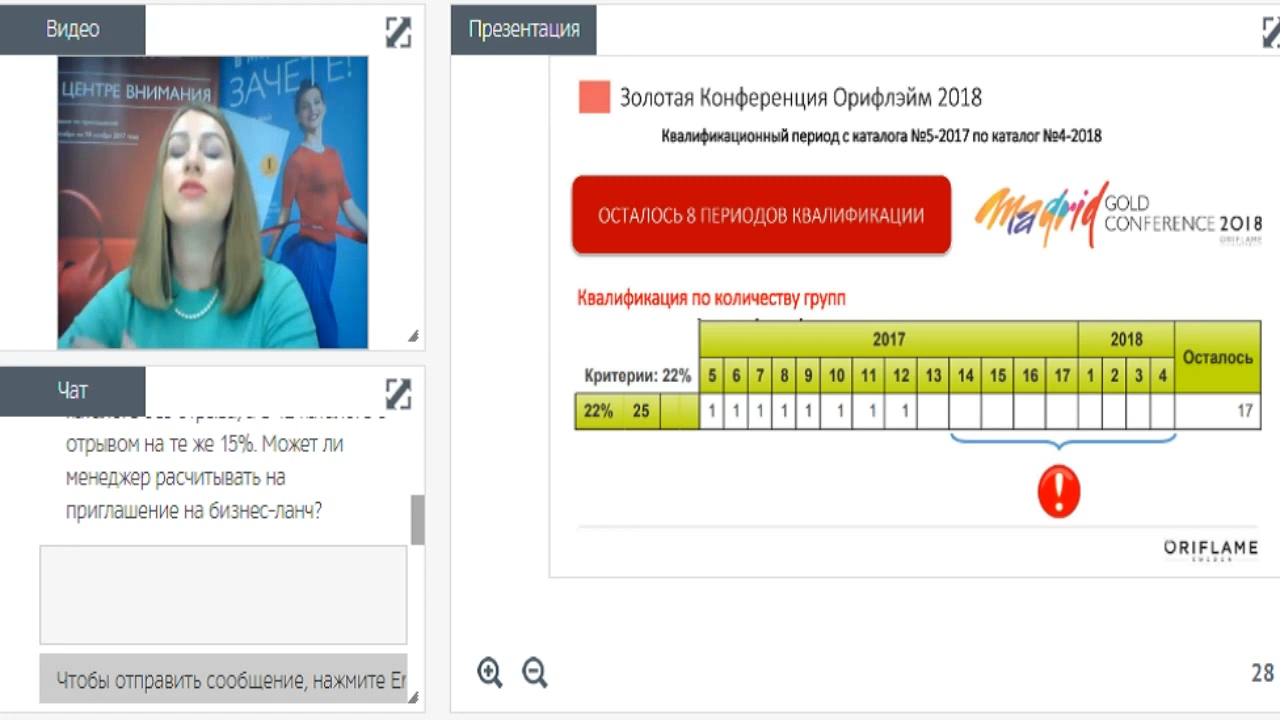 Видео
ЦЕНТРЕ ВНИМАНИЯ
ЗАЧЕТЕ!
Чат
отрывом на те же 15%. Может ли
менеджер расчитывать на
приглашение на бизнес-ланч?
Чтобы отправить сообщение, нажмите Er
Презентация
Золотая Конференция Орифлэйм 2018
Квалификационный период с каталога №5-2017 по каталог №4-2018
ОСТАЛОСЬ 8 ПЕРИОДОВ КВАЛИФИКАЦИИ
Madrid GOLD
CONFERENCE 2018
ORIFLAME
Квалификация по количеству групп
2017 2018 Осталось
Критерии: 22% 5 6 7 8 9 10 11 12 13 14 15 16 17 1 2 3 4
22% 25 1 1 1 1 1 1 1 1 17
!
ORIFLAME
SWEDEN
28